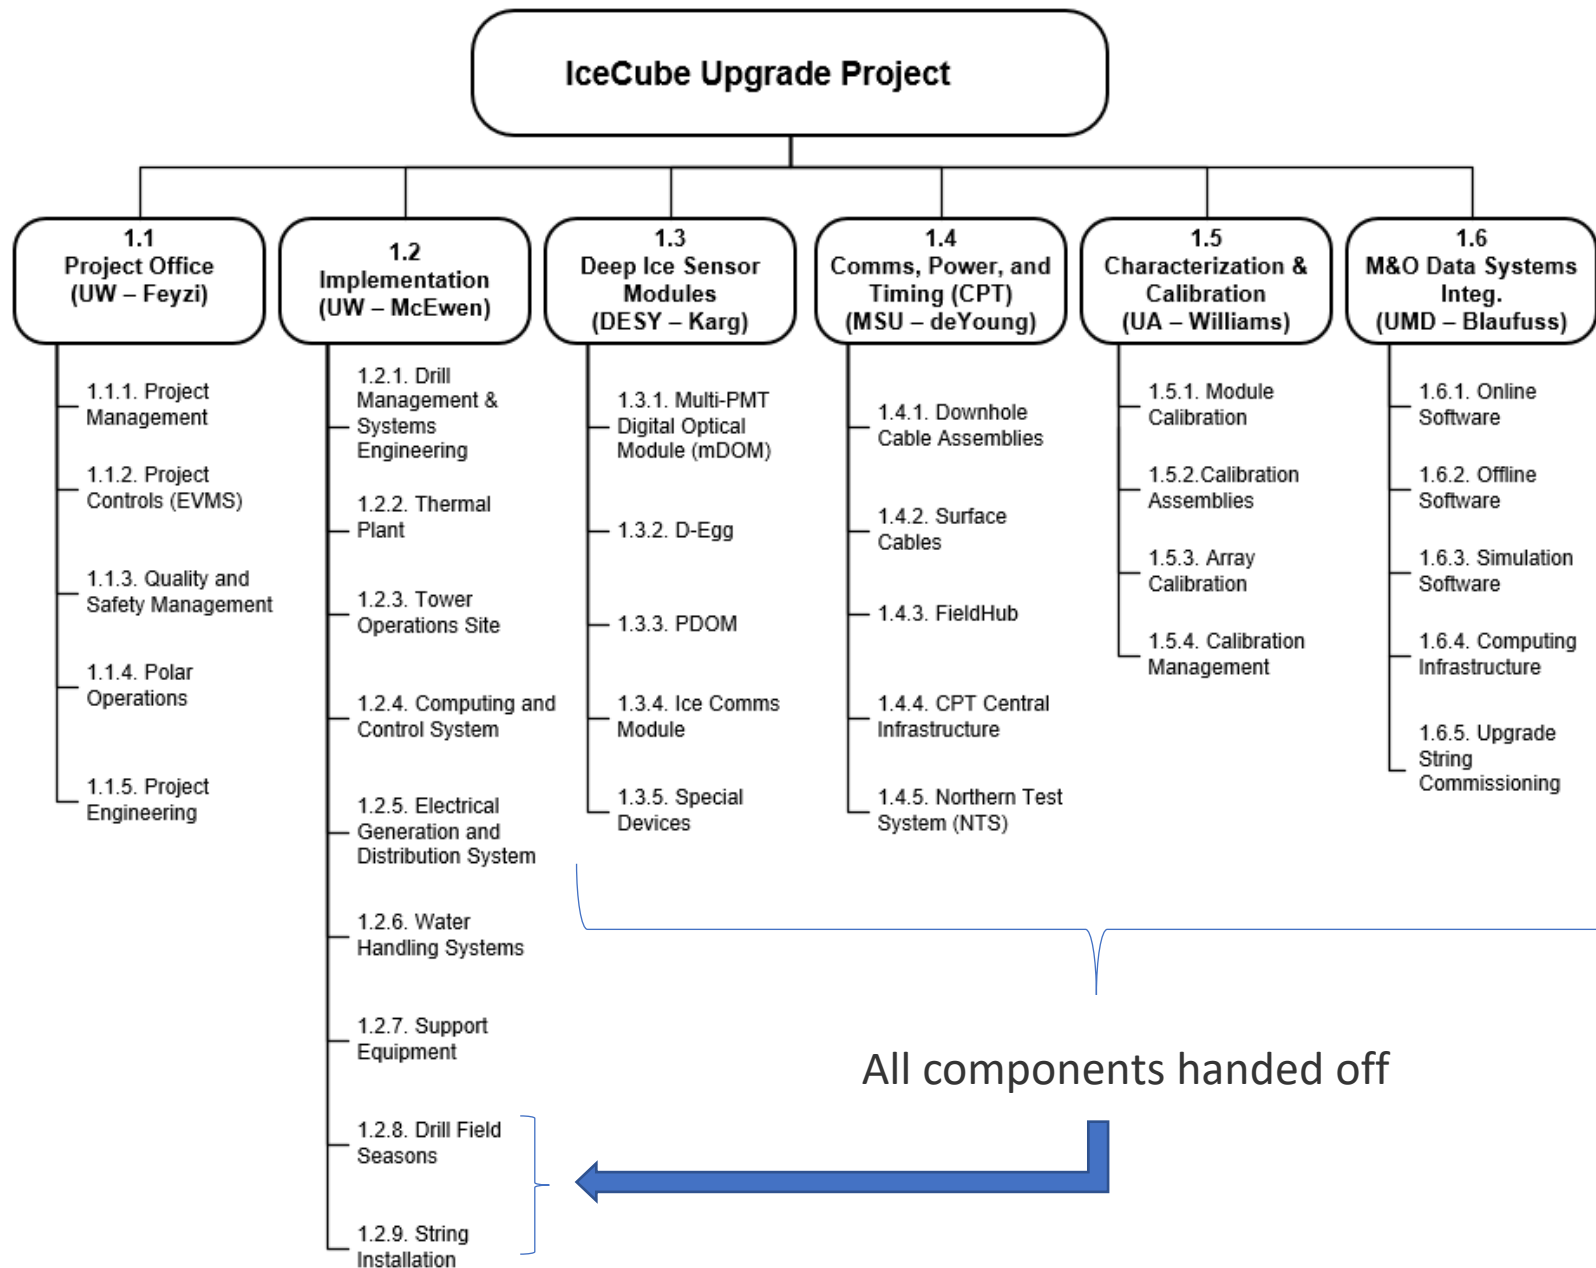 IceCube Upgrade Project
1.1
Project Office
(UW – Feyzi)
1.1.1. Project
Management
1.1.2. Project
Controls (EVMS)
1.1.3. Quality and
Safety Management
1.1.4. Polar
Operations
1.1.5. Project
Engineering
1.2
Implementation
(UW – McEwen)
1.2.1. Drill
Management &
Systems
Engineering
1.2.2. Thermal
Plant
1.2.3. Tower
Operations Site
1.2.4. Computing and
Control System
1.2.5. Electrical
Generation and
Distribution System
1.2.6. Water
Handling Systems
1.2.7. Support
Equipment
1.2.8. Drill Field
Seasons
1.2.9. String
Installation
1.3
Deep Ice Sensor
Modules
(DESY – Karg)
1.3.1. Multi-PMT
Digital Optical
Module (mDOM)
1.3.2. D-Egg
1.3.3. PDOM
1.3.4. Ice Comms
Module
1.3.5. Special
Devices
1.4
Comms, Power, and
Timing (CPT)
(MSU – deYoung)
1.4.1. Downhole
Cable Assemblies
1.4.2. Surface
Cables
1.4.3. FieldHub
1.4.4. CPT Central
Infrastructure
1.4.5. Northern Test
System (NTS)
1.5
Characterization &
Calibration
(UA – Williams)
1.5.1. Module
Calibration
1.5.2.Calibration
Assemblies
1.5.3. Array
Calibration
1.5.4. Calibration
Management
1.6
M&O Data Systems
Integ.
(UMD – Blaufuss)
1.6.1. Online
Software
1.6.2. Offline
Software
1.6.3. Simulation
Software
1.6.4. Computing
Infrastructure
1.6.5. Upgrade
String
Commissioning
All components handed off